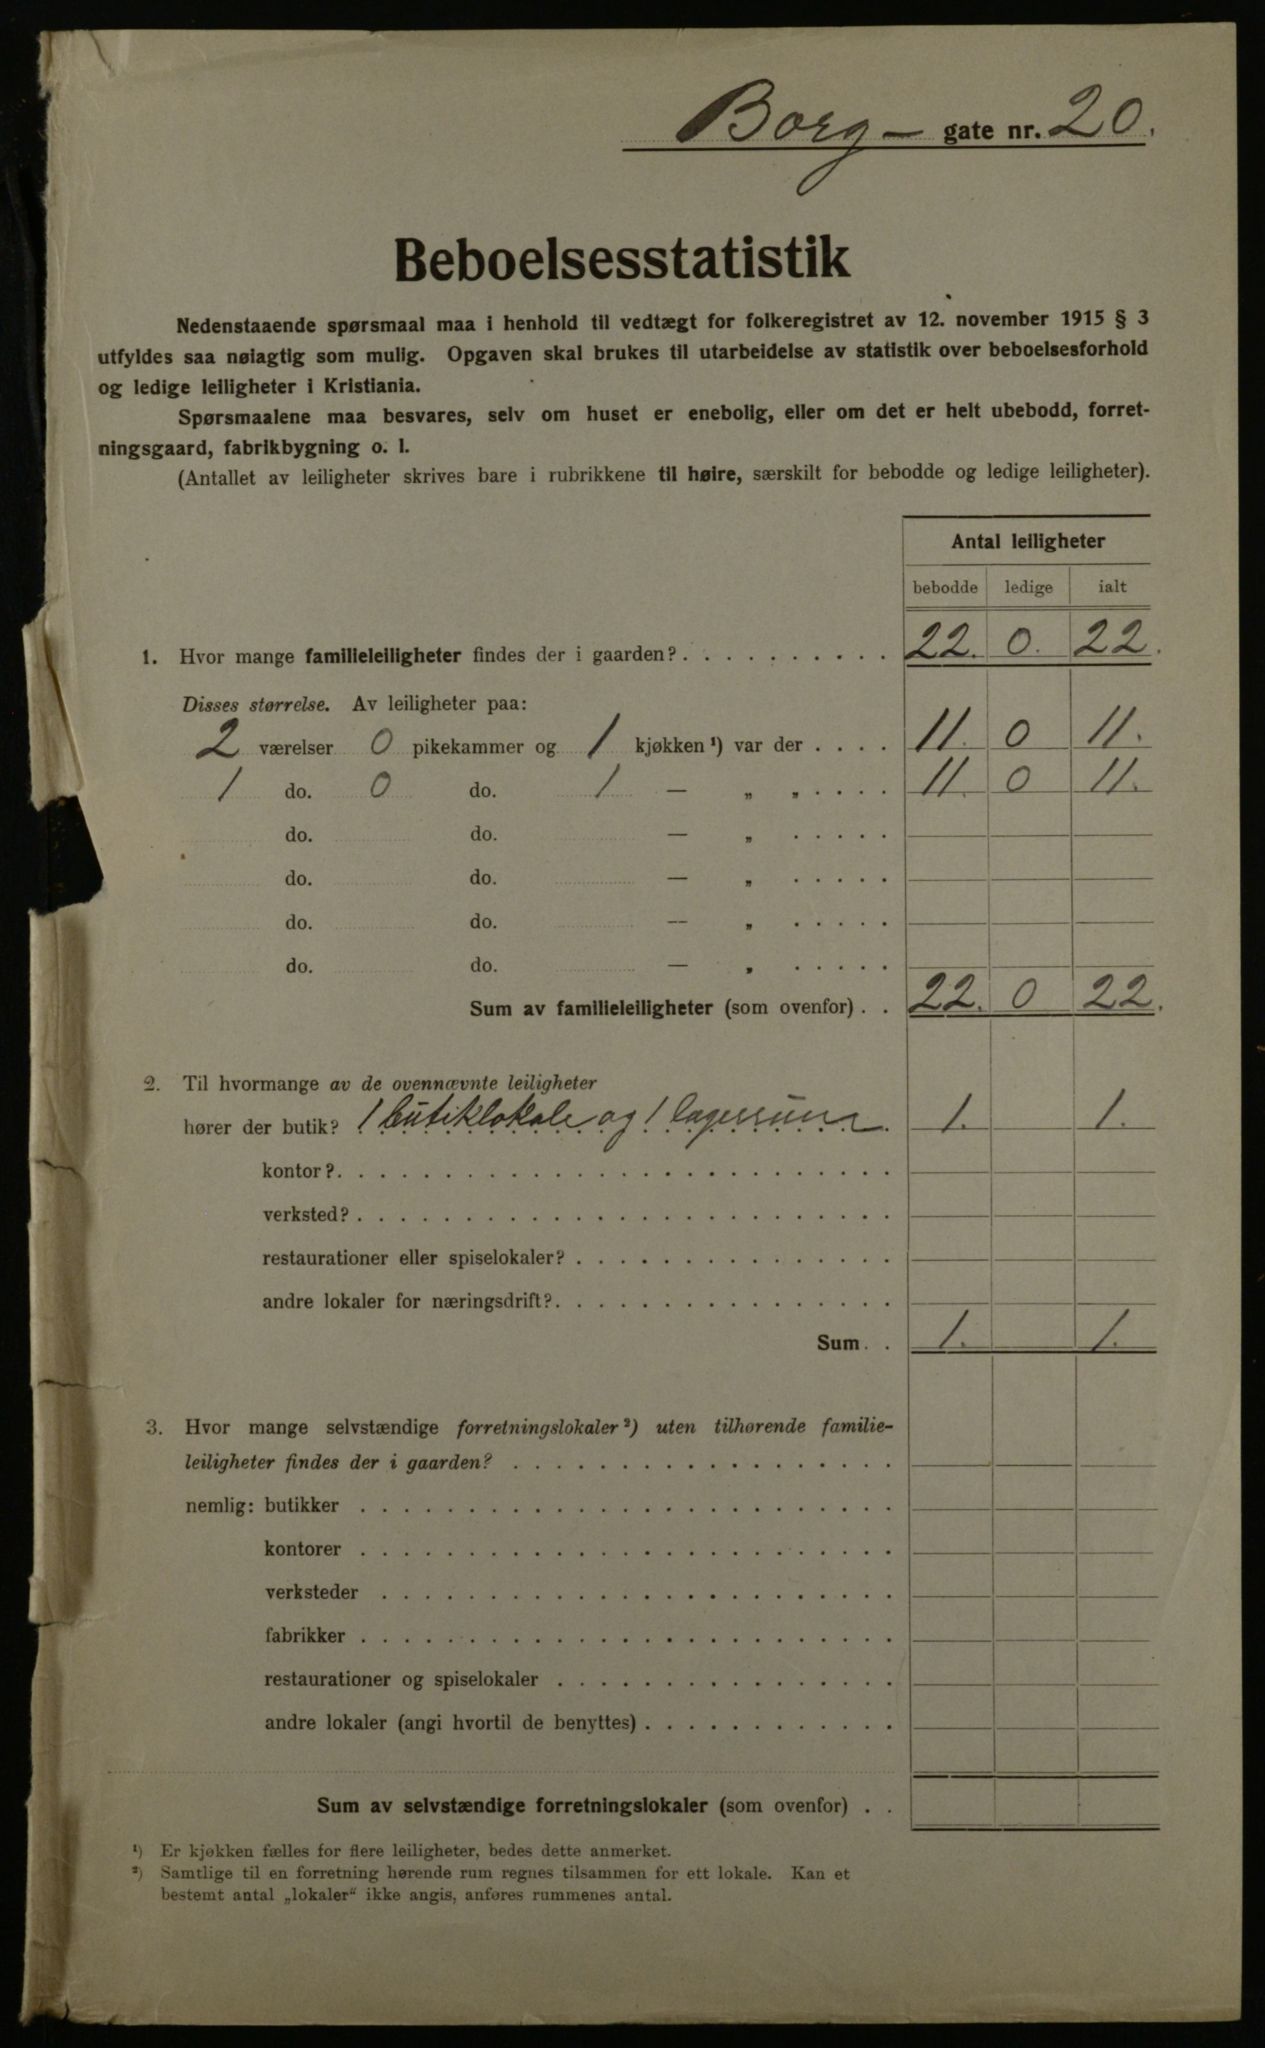 Borg – gate nr. 20.
Beboelsesstatistik
Nedenstaaende spørsmaal maa i henhold til vedtægt for folkeregistret av 12. november 1915 § 3
utfyldes saa nøiagtig som mulig. Opgaven skal brukes til utarbeidelse av statistik over beboelsesforhold
og ledige leiligheter i Kristiania.
Spørsmaalene maa besvares, selv om huset er enebolig, eller om det er helt ubebodd, forret-
ningsgaard, fabrikbygning o. l.
(Antallet av leiligheter skrives bare i rubrikkene til høire, særskilt for bebodde og ledige leiligheter).
Antal leiligheter
bebodde ledige ialt
1. Hvor mange familieleiligheter findes der i gaarden? . . . . . . . . . . 22. 0. 22.
Disses størrelse. Av leiligheter paa:
2 værelser 0 pikekammer og 1 kjøkken ¹) var der . . . . 11. 0 11.
1 do. 0 do. 1 — „ „ . . . . . 11. 0 11.
do. do. — „ . . . . .
do. do. — „ . . . . .
do. do. — „ . . . . .
do. do. — „ . . . . .
Sum av familieleiligheter (som ovenfor) . . 22. 0 22.
2. Til hvormange av de ovennævnte leiligheter
hører der butik? 1 butiklokale og 1 lagerrum 1. 1.
kontor? . . . . . . . . . . . . . . . . . . . . . . . . . .
verksted? . . . . . . . . . . . . . . . . . . . . . . . . .
restaurationer eller spiselokaler? . . . . . . . . . . . . . . . . . .
andre lokaler for næringsdrift? . . . . . . . . . . . . . . . . . . .
Sum . . 1. 1.
3. Hvor mange selvstændige forretningslokaler ²) uten tilhørende familie-
leiligheter findes der i gaarden? . . . . . . . . . . . . . . . . . .
nemlig: butikker . . . . . . . . . . . . . . . . . . . . . . . . .
kontorer . . . . . . . . . . . . . . . . . . . . . . . . .
verksteder . . . . . . . . . . . . . . . . . . . . . . . .
fabrikker . . . . . . . . . . . . . . . . . . . . . . . . .
restaurationer og spiselokaler . . . . . . . . . . . . . . . .
andre lokaler (angi hvortil de benyttes) . . . . . . . . . . . .
Sum av selvstændige forretningslokaler (som ovenfor) . .
¹) Er kjøkken fælles for flere leiligheter, bedes dette anmerket.
²) Samtlige til en forretning hørende rum regnes tilsammen for ett lokale. Kan et
bestemt antal „lokaler“ ikke angis, anføres rummenes antal.